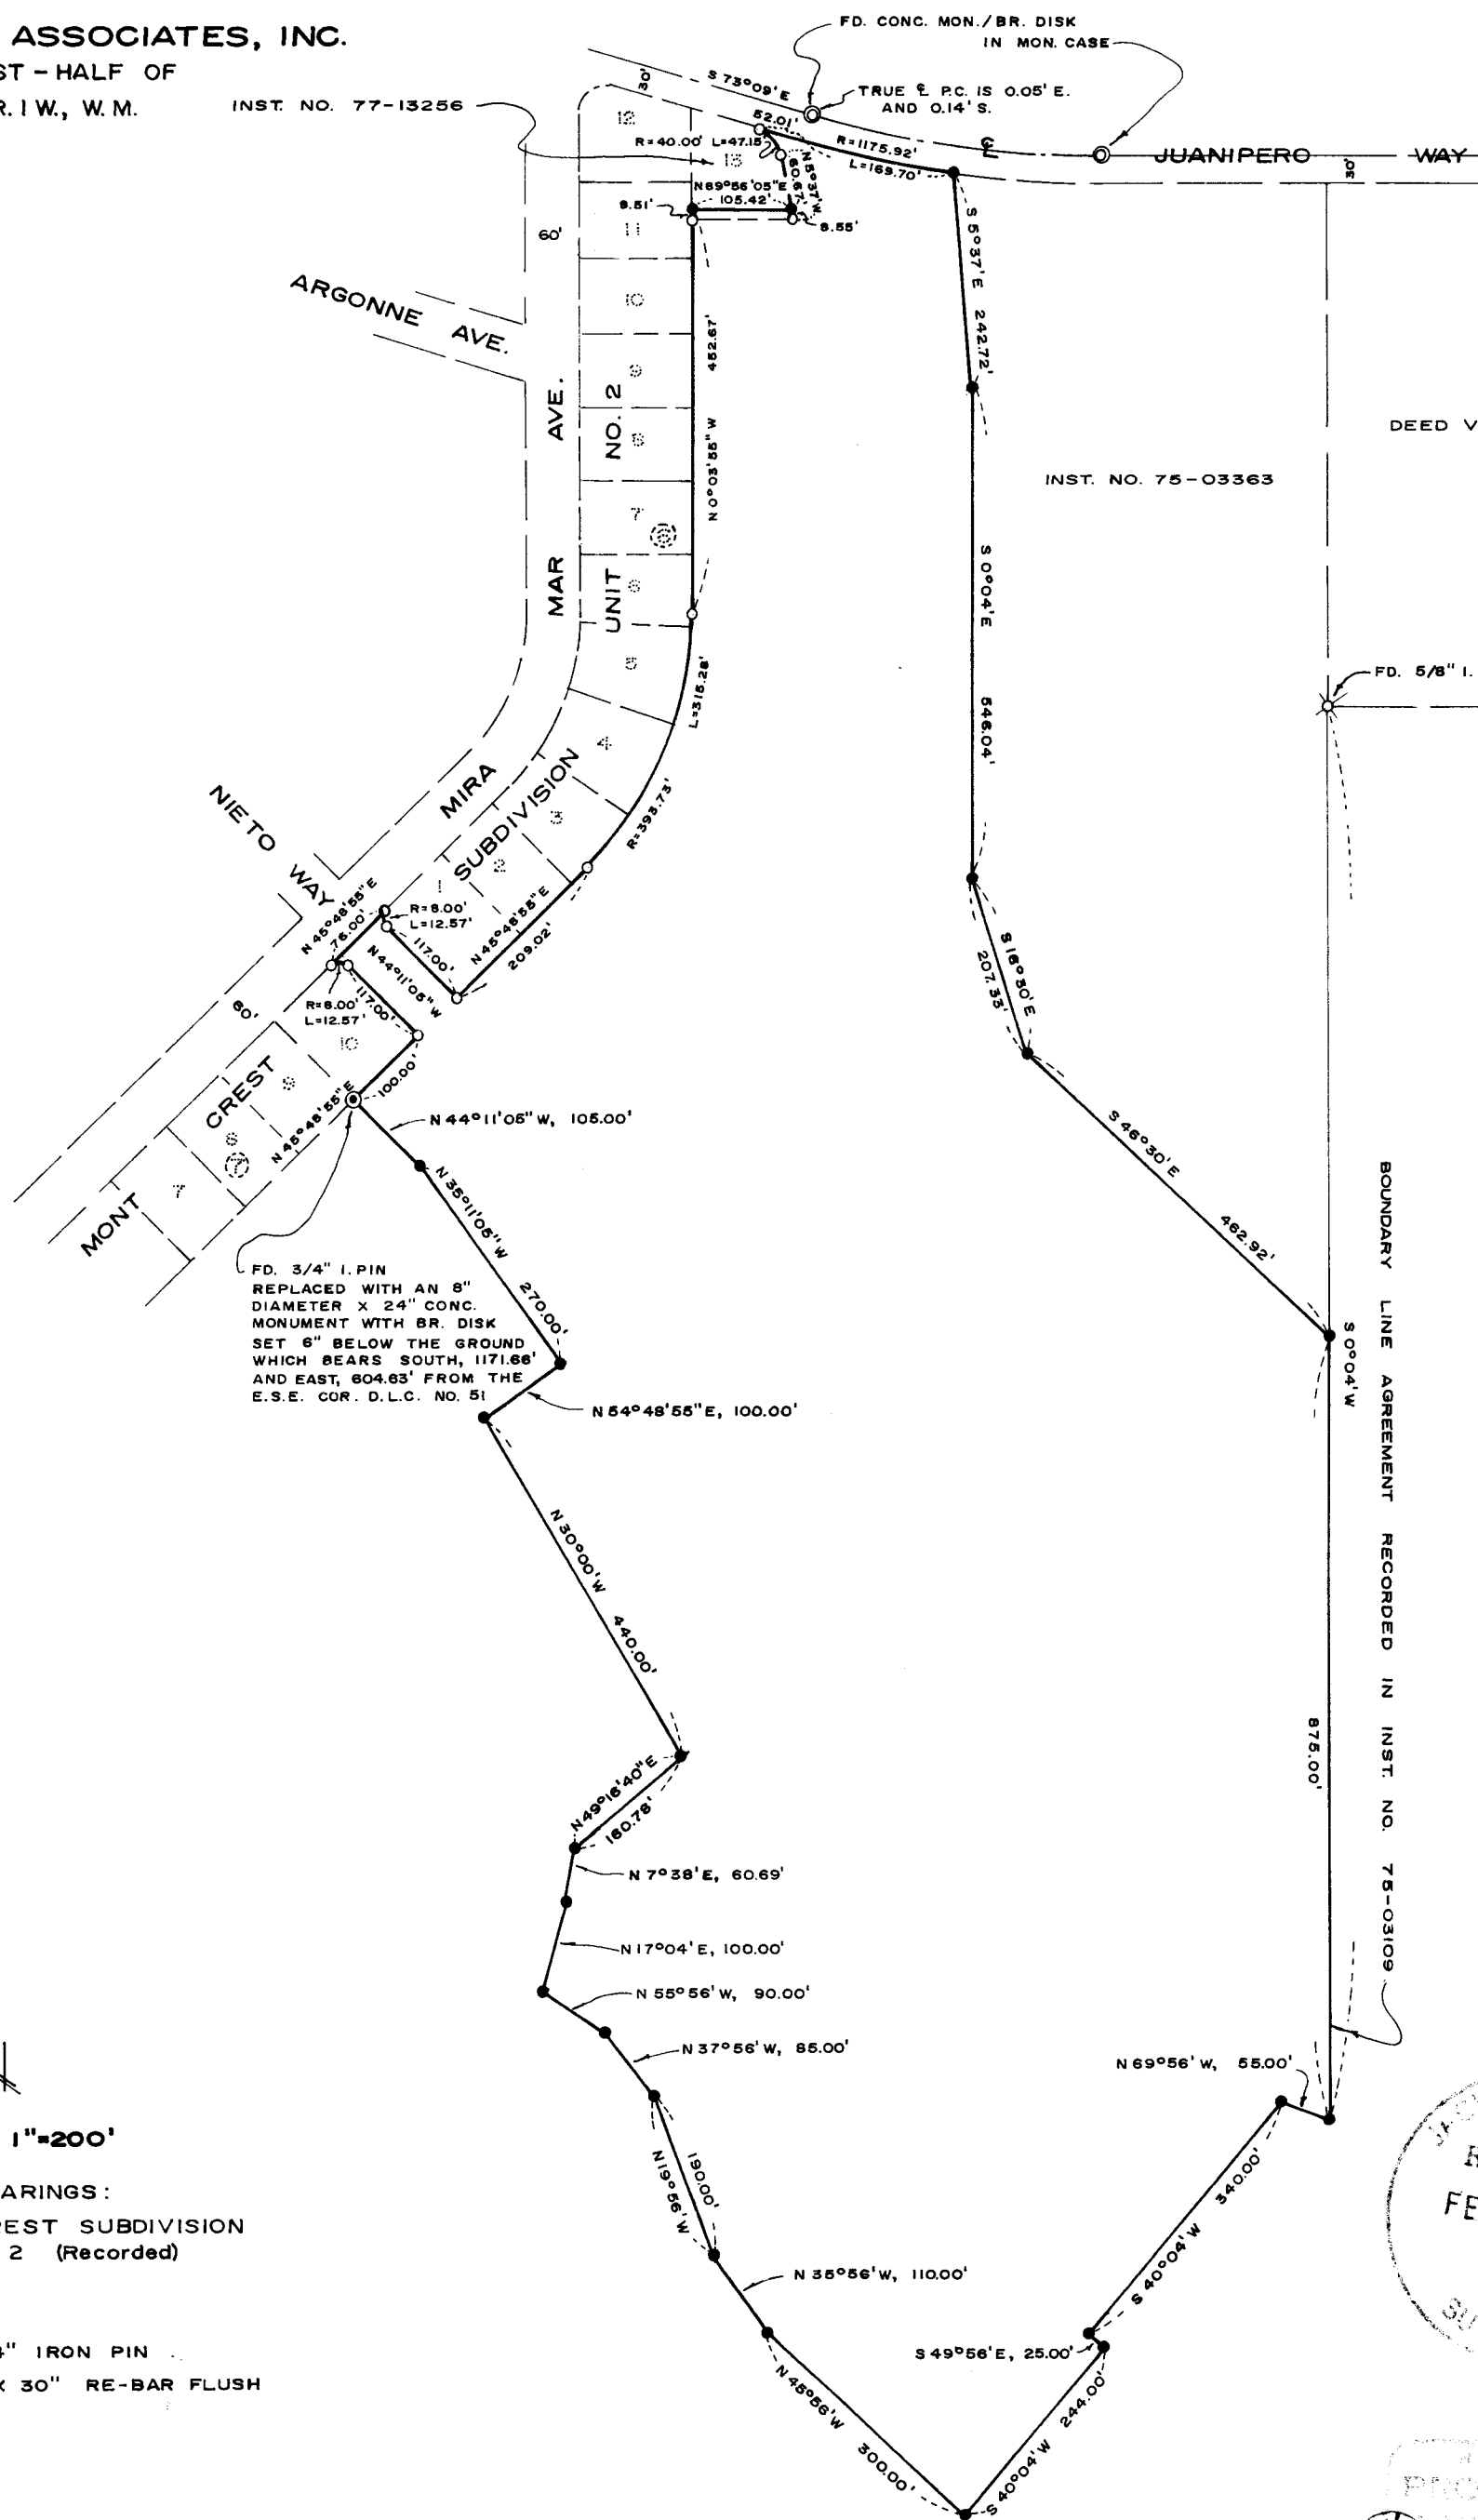 ASSOCIATES, INC.
ST - HALF OF
R. 1 W., W. M.
INST. NO. 77-13256
FD. CONC. MON./BR. DISK
IN MON. CASE
TRUE ℄ P.C. IS 0.05' E.
AND 0.14' S.
S 73°09' E
30'
52.01'
R=1175.92'
L=169.70'
℄
JUANIPERO WAY
30'
12
R=40.00' L=47.15'
13
N 5°37' W
60.67'
N 89°56'05" E
105.42'
9.51'
9.55'
60'
11
10
9
8
7
6
5
4
3
2
1
ARGONNE AVE.
MIRA MAR AVE.
UNIT NO. 2
SUBDIVISION
452.67'
N 0°03'55" W
S 5°37' E 242.72'
DEED V
INST. NO. 75-03363
S 0°04' E 546.04'
FD. 5/8" I.
L=315.28'
R=393.73'
NIETO WAY
N 45°48'55" E
76.00'
R=8.00'
L=12.57'
117.00'
N 44°11'05" W
N 45°48'55" E
209.02'
R=8.00'
L=12.57'
117.00'
60'
10
9
8
7
7
CREST
MONT
N 45°48'55" E
100.00'
S 16°30' E
207.33'
S 46°30' E
462.92'
N 44°11'05" W, 105.00'
N 35°11'05" W 270.00'
FD. 3/4" I. PIN
REPLACED WITH AN 8"
DIAMETER X 24" CONC.
MONUMENT WITH BR. DISK
SET 6" BELOW THE GROUND
WHICH BEARS SOUTH, 1171.66'
AND EAST, 604.63' FROM THE
E.S.E. COR. D.L.C. NO. 51
N 54°48'55" E, 100.00'
S 0°04' W
875.00'
BOUNDARY LINE AGREEMENT RECORDED IN INST. NO. 75-03109
N 30°00' W 440.00'
N 49°16'40" E
160.78'
N 7°38' E, 60.69'
N 17°04' E, 100.00'
N 55°56' W, 90.00'
N 37°56' W, 85.00'
N 69°56' W, 55.00'
N 19°56' W
190.00'
N 35°56' W, 110.00'
S 40°04' W 340.00'
S 49°56' E, 25.00'
N 45°56' W 300.00'
S 40°04' W 244.00'
1"=200'
ARINGS:
REST SUBDIVISION
2 (Recorded)
4" IRON PIN
X 30" RE-BAR FLUSH
FE